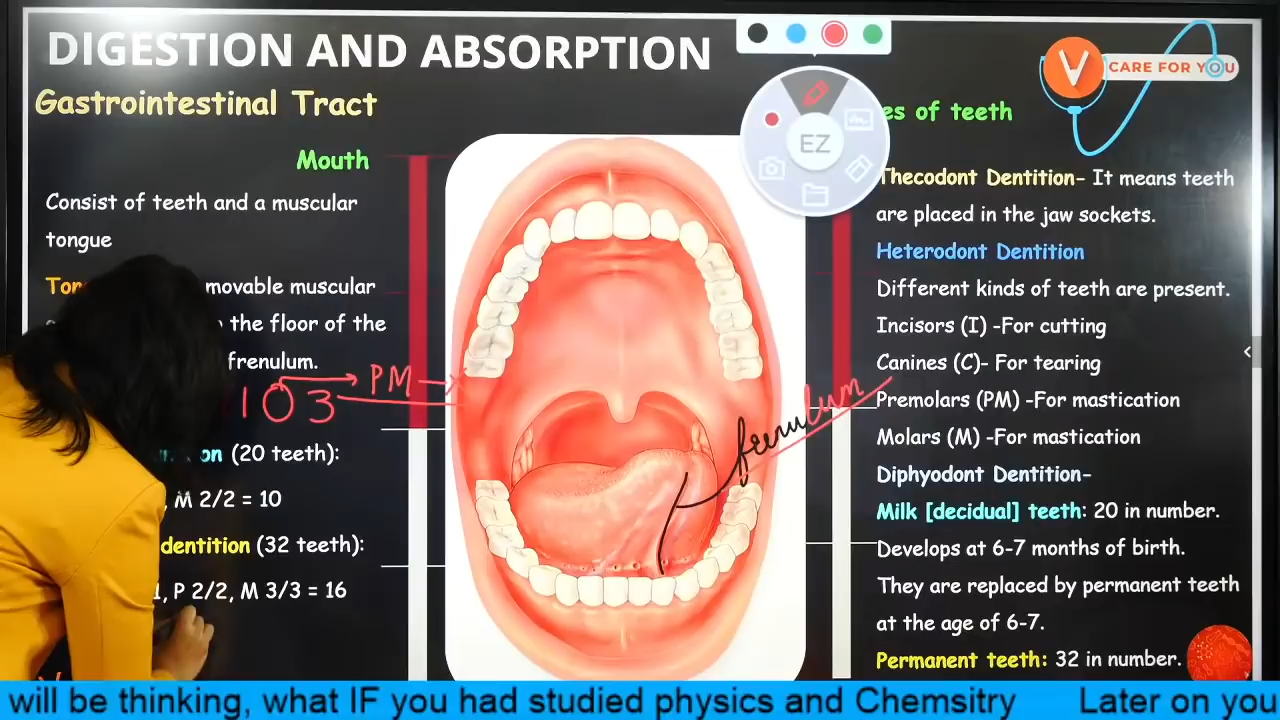 DIGESTION AND ABSORPTION
Gastrointestinal Tract
Mouth
Consist of teeth and a muscular
tongue
movable muscular
the floor of the
frenulum.
103 PM
(20 teeth):
, M 2/2 = 10
dentition (32 teeth):
1, P 2/2, M 3/3 = 16
frenulum
EZ
V CARE FOR YOU
es of teeth
Thecodont Dentition- It means teeth
are placed in the jaw sockets.
Heterodont Dentition
Different kinds of teeth are present.
Incisors (I) -For cutting
Canines (C)- For tearing
Premolars (PM) -For mastication
Molars (M) -For mastication
Diphyodont Dentition-
Milk [decidual] teeth: 20 in number.
Develops at 6-7 months of birth.
They are replaced by permanent teeth
at the age of 6-7.
Permanent teeth: 32 in number.
will be thinking, what IF you had studied physics and Chemsitry Later on you